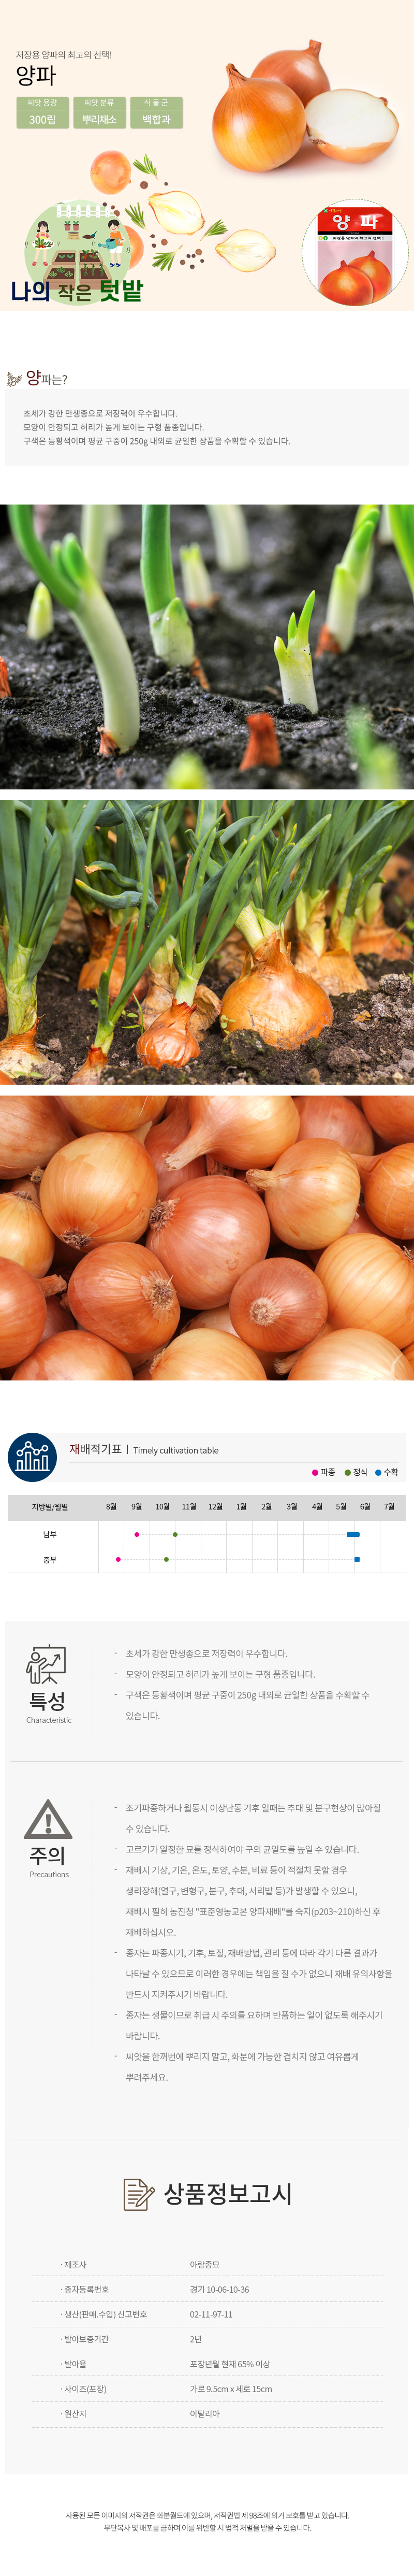 저장용 양파의 최고의 선택!
양파
씨앗 용량 씨앗 분류 식 물 군
300립 뿌리채소 백합과
양 파
나의 작은 텃밭
양파는?
초세가 강한 만생종으로 저장력이 우수합니다.
모양이 안정되고 허리가 높게 보이는 구형 품종입니다.
구색은 등황색이며 평균 구중이 250g 내외로 균일한 상품을 수확할 수 있습니다.
재배적기표 | Timely cultivation table
파종 정식 수확
지방별/월별 8월 9월 10월 11월 12월 1월 2월 3월 4월 5월 6월 7월
남부
중부
특성
Characteristic
- 초세가 강한 만생종으로 저장력이 우수합니다.
- 모양이 안정되고 허리가 높게 보이는 구형 품종입니다.
- 구색은 등황색이며 평균 구중이 250g 내외로 균일한 상품을 수확할 수
있습니다.
주의
Precautions
- 조기파종하거나 월동시 이상난동 기후 일때는 추대 및 분구현상이 많아질
수 있습니다.
- 고르기가 일정한 묘를 정식하여야 구의 균일도를 높일 수 있습니다.
- 재배시 기상, 기온, 온도, 토양, 수분, 비료 등이 적절치 못할 경우
생리장해(열구, 변형구, 분구, 추대, 서리발 등)가 발생할 수 있으니,
재배시 필히 농진청 "표준영농교본 양파재배"를 숙지(p203~210)하신 후
재배하십시오.
- 종자는 파종시기, 기후, 토질, 재배방법, 관리 등에 따라 각기 다른 결과가
나타날 수 있으므로 이러한 경우에는 책임을 질 수가 없으니 재배 유의사항을
반드시 지켜주시기 바랍니다.
- 종자는 생물이므로 취급 시 주의를 요하며 반품하는 일이 없도록 해주시기
바랍니다.
- 씨앗을 한꺼번에 뿌리지 말고, 화분에 가능한 겹치지 않고 여유롭게
뿌려주세요.
상품정보고시
· 제조사 아람종묘
· 종자등록번호 경기 10-06-10-36
· 생산(판매.수입) 신고번호 02-11-97-11
· 발아보증기간 2년
· 발아율 포장년월 현재 65% 이상
· 사이즈(포장) 가로 9.5cm x 세로 15cm
· 원산지 이탈리아
사용된 모든 이미지의 저작권은 화분월드에 있으며, 저작권법 제 98조에 의거 보호를 받고 있습니다.
무단복사 및 배포를 금하며 이를 위반할 시 법적 처벌을 받을 수 있습니다.